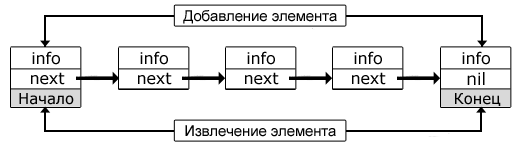 Добавление элемента
info info info info info
next next next next nil
Начало Конец
Извлечение элемента